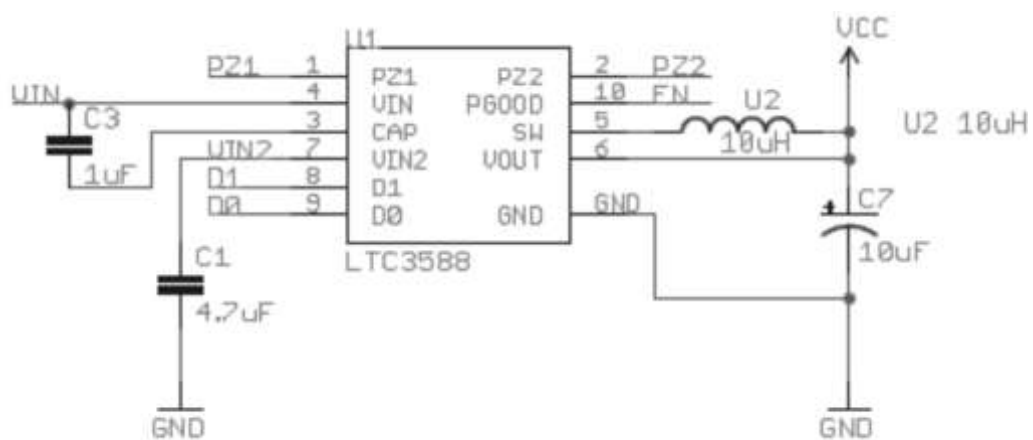 VCC
U1
PZ1 1 PZ1 PZ2 2 PZ2
VIN 4 VIN PGOOD 10 EN
C3 3 CAP SW 5 U2 10uH U2 10uH
1uF VIN2 7 VIN2 VOUT 6
D1 8 D1
D0 9 D0 GND GND C7
10uF
LTC3588
C1
4.7uF
GND GND